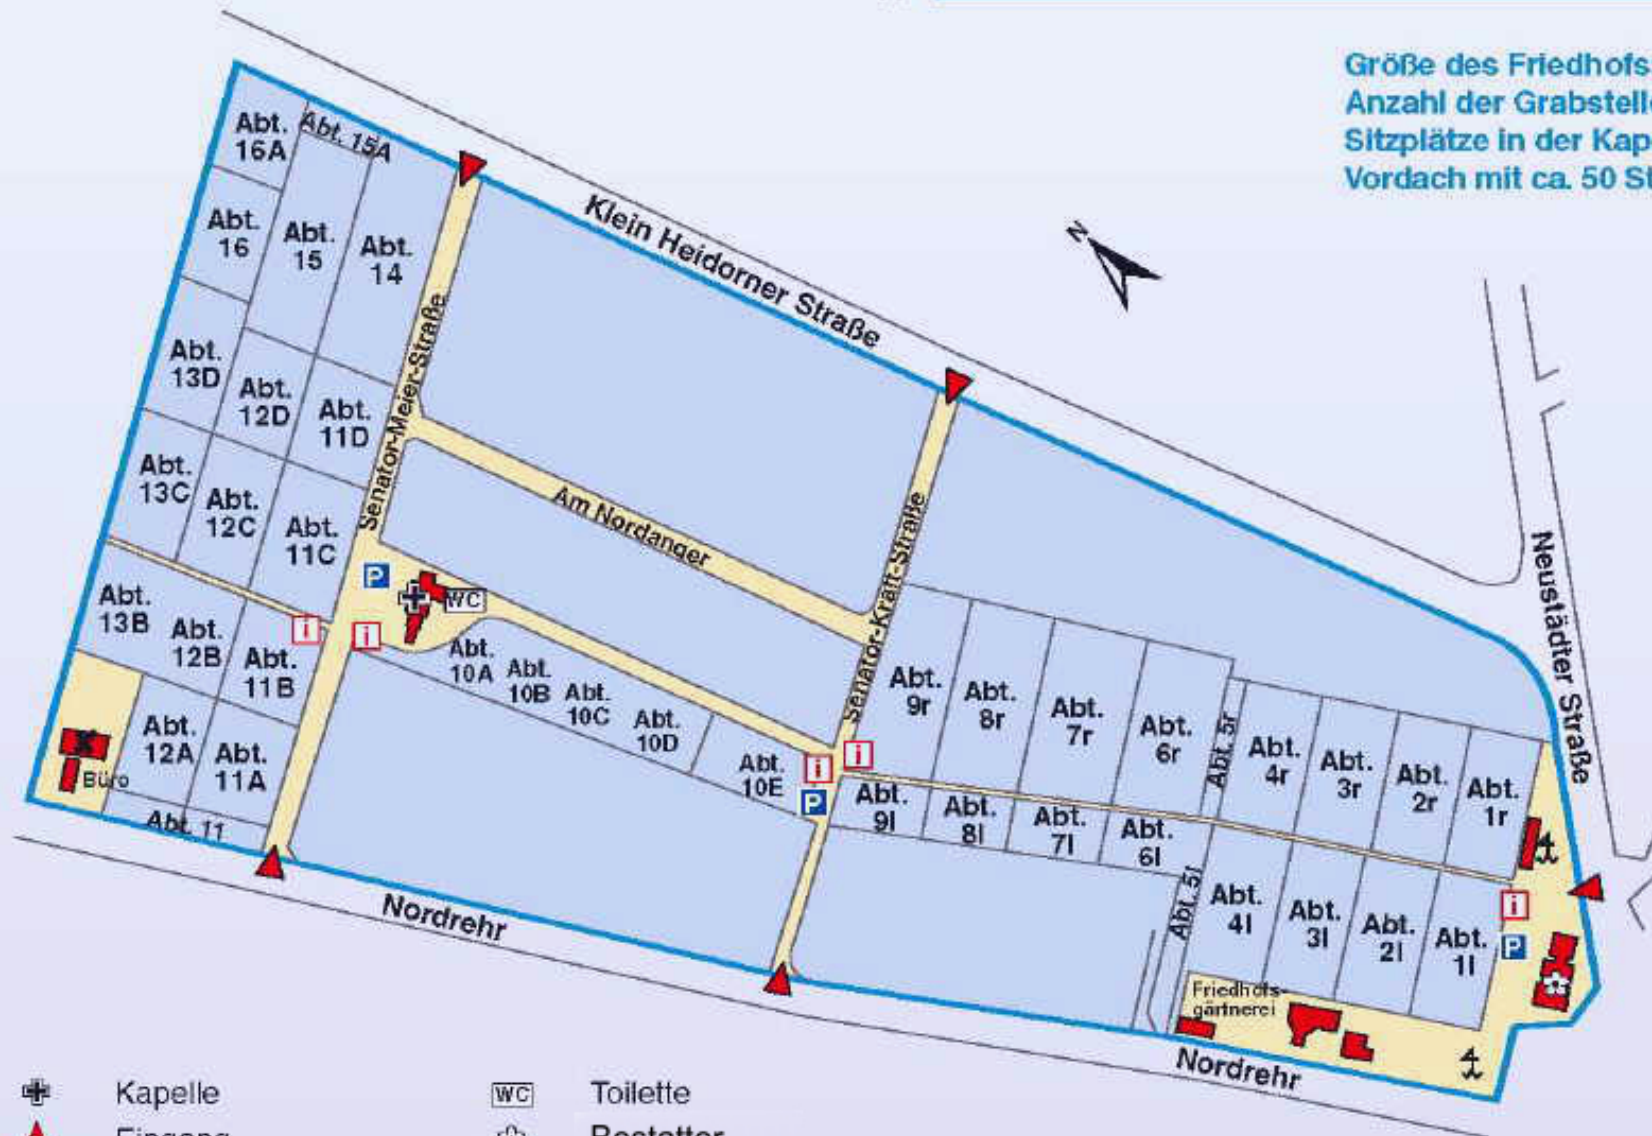 Größe des Friedhofs
Anzahl der Grabstell
Sitzplätze in der Kap
Vordach mit ca. 50 St
N
Klein Heidorner Straße
Neustädter Straße
Senator-Meier-Straße
Am Nordanger
Senator-Kraft-Straße
Nordrehr
Nordrehr
Abt.
16A
Abt. 15A
Abt.
16
Abt.
15
Abt.
14
Abt.
13D
Abt.
12D
Abt.
11D
Abt.
13C
Abt.
12C
Abt.
11C
P
WC
i
i
Abt.
13B
Abt.
12B
Abt.
11B
Abt.
12A
Abt.
11A
Abt. 11
Büro
Abt.
10A
Abt.
10B
Abt.
10C
Abt.
10D
Abt.
10E
i
i
P
Abt.
9r
Abt.
8r
Abt.
7r
Abt.
6r
Abt. 5r
Abt.
4r
Abt.
3r
Abt.
2r
Abt.
1r
Abt.
9l
Abt.
8l
Abt.
7l
Abt.
6l
Abt. 5l
Abt.
4l
Abt.
3l
Abt.
2l
Abt.
1l
i
P
Friedhofs-
gärtnerei
Kapelle
WC Toilette
Eingang
Bestatter